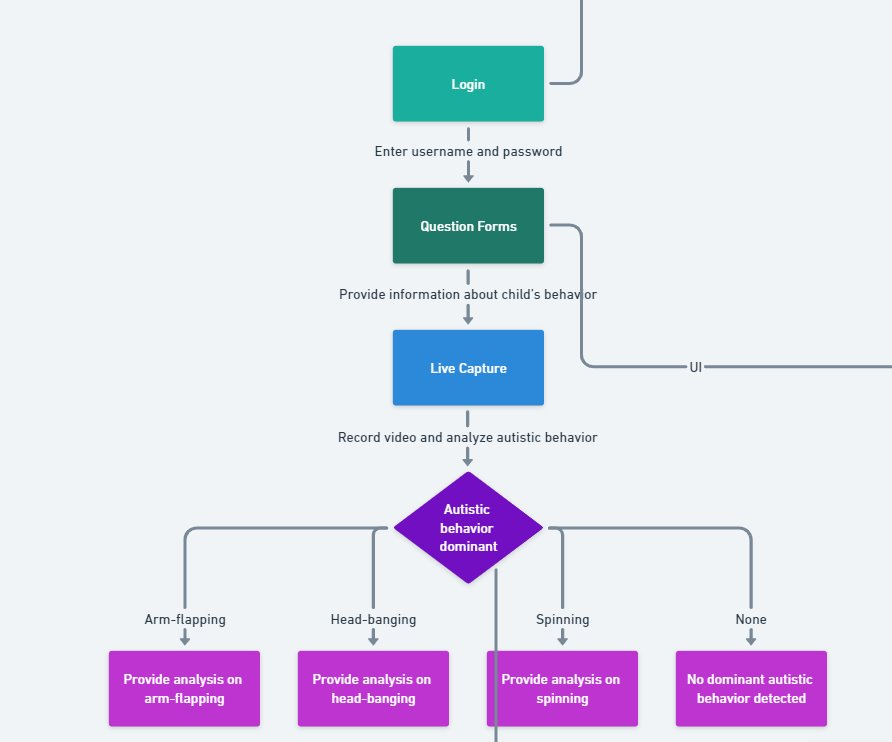 Login
Enter username and password
Question Forms
Provide information about child's behavior
Live Capture
UI
Record video and analyze autistic behavior
Autistic
behavior
dominant
Arm-flapping
Head-banging
Spinning
None
Provide analysis on
arm-flapping
Provide analysis on
head-banging
Provide analysis on
spinning
No dominant autistic
behavior detected